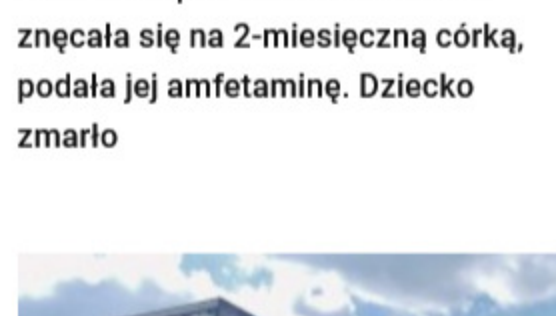 znęcała się na 2-miesięczną córką,
podała jej amfetaminę. Dziecko
zmarło